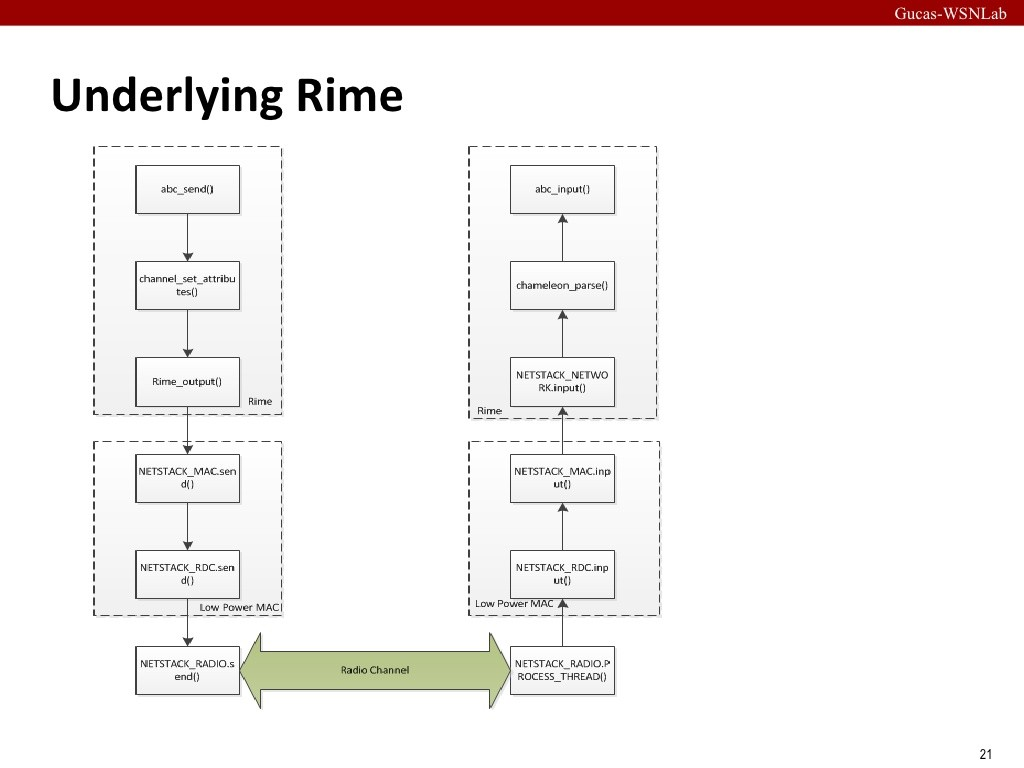 Gucas-WSNLab
Underlying Rime
abc_send()
channel_set_attribu
tes()
Rime_output()
Rime
NETSTACK_MAC.sen
d()
NETSTACK_RDC.sen
d()
Low Power MAC
NETSTACK_RADIO.s
end()
Radio Channel
abc_input()
chameleon_parse()
NETSTACK_NETWO
RK.input()
Rime
NETSTACK_MAC.inp
ut()
NETSTACK_RDC.inp
ut()
Low Power MAC
NETSTACK_RADIO.P
ROCESS_THREAD()
21